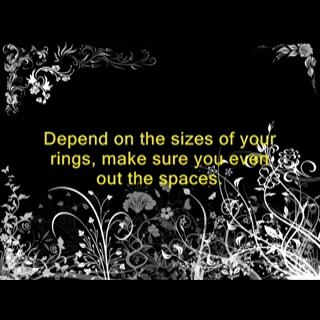 Depend on the sizes of your
rings, make sure you even
out the spaces.